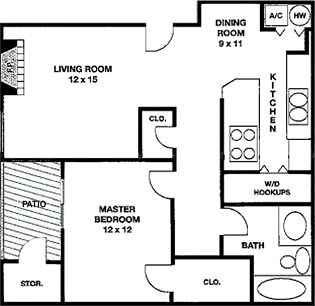 DINING
ROOM
9 x 11
A/C
HW
LIVING ROOM
12 x 15
F.P.
KITCHEN
CLO.
W/D
HOOKUPS
PATIO
MASTER
BEDROOM
12 x 12
BATH
STOR.
CLO.